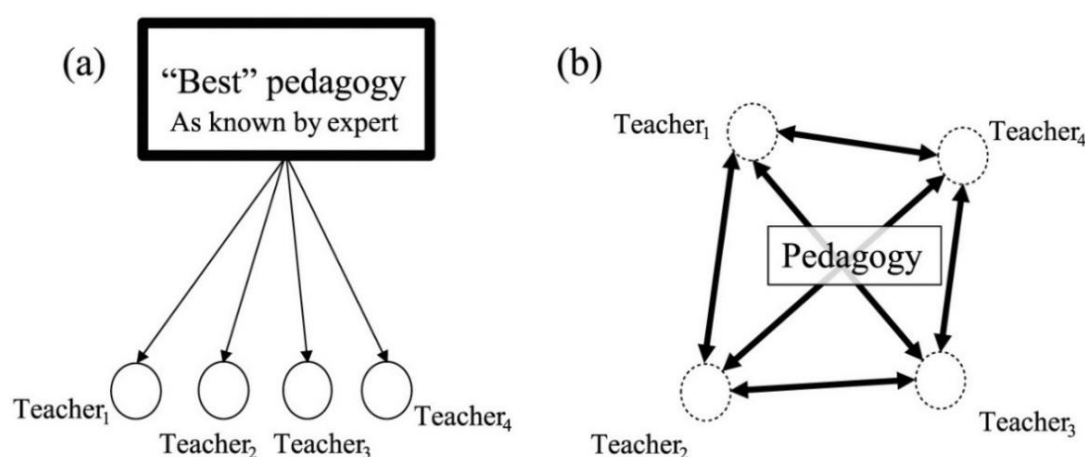 (a)
“Best” pedagogy
As known by expert
Teacher₁
Teacher₂
Teacher₃
Teacher₄
(b)
Teacher₁
Teacher₄
Pedagogy
Teacher₂
Teacher₃